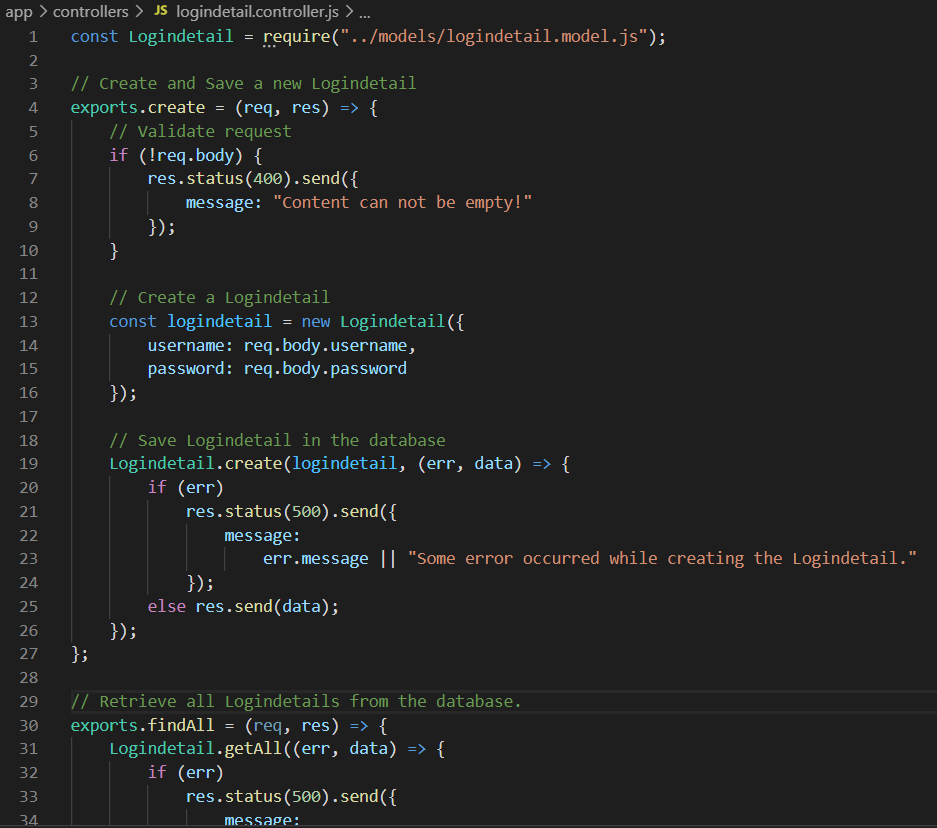 app > controllers > JS logindetail.controller.js > ...
1 const Logindetail = require("../models/logindetail.model.js");
2
3 // Create and Save a new Logindetail
4 exports.create = (req, res) => {
5     // Validate request
6     if (!req.body) {
7         res.status(400).send({
8             message: "Content can not be empty!"
9         });
10     }
11
12     // Create a Logindetail
13     const logindetail = new Logindetail({
14         username: req.body.username,
15         password: req.body.password
16     });
17
18     // Save Logindetail in the database
19     Logindetail.create(logindetail, (err, data) => {
20         if (err)
21             res.status(500).send({
22                 message:
23                     err.message || "Some error occurred while creating the Logindetail."
24             });
25         else res.send(data);
26     });
27 };
28
29 // Retrieve all Logindetails from the database.
30 exports.findAll = (req, res) => {
31     Logindetail.getAll((err, data) => {
32         if (err)
33             res.status(500).send({
34                 message: